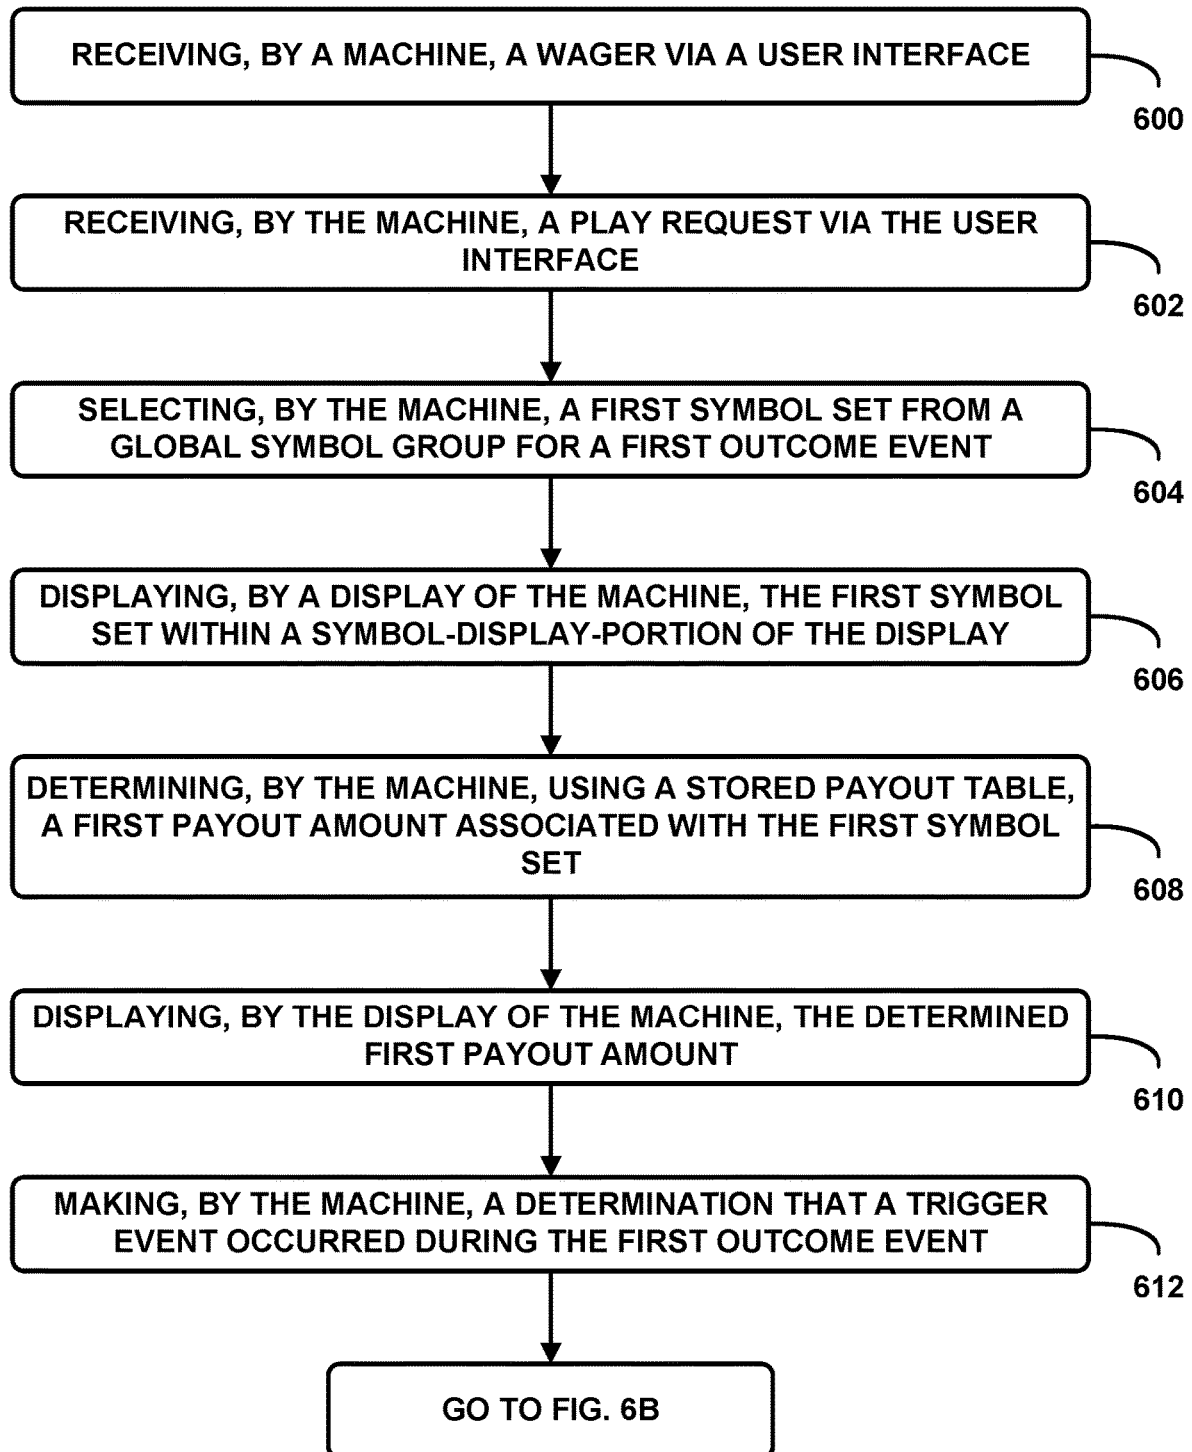 RECEIVING, BY A MACHINE, A WAGER VIA A USER INTERFACE
600
RECEIVING, BY THE MACHINE, A PLAY REQUEST VIA THE USER
INTERFACE
602
SELECTING, BY THE MACHINE, A FIRST SYMBOL SET FROM A
GLOBAL SYMBOL GROUP FOR A FIRST OUTCOME EVENT
604
DISPLAYING, BY A DISPLAY OF THE MACHINE, THE FIRST SYMBOL
SET WITHIN A SYMBOL-DISPLAY-PORTION OF THE DISPLAY
606
DETERMINING, BY THE MACHINE, USING A STORED PAYOUT TABLE,
A FIRST PAYOUT AMOUNT ASSOCIATED WITH THE FIRST SYMBOL
SET
608
DISPLAYING, BY THE DISPLAY OF THE MACHINE, THE DETERMINED
FIRST PAYOUT AMOUNT
610
MAKING, BY THE MACHINE, A DETERMINATION THAT A TRIGGER
EVENT OCCURRED DURING THE FIRST OUTCOME EVENT
612
GO TO FIG. 6B